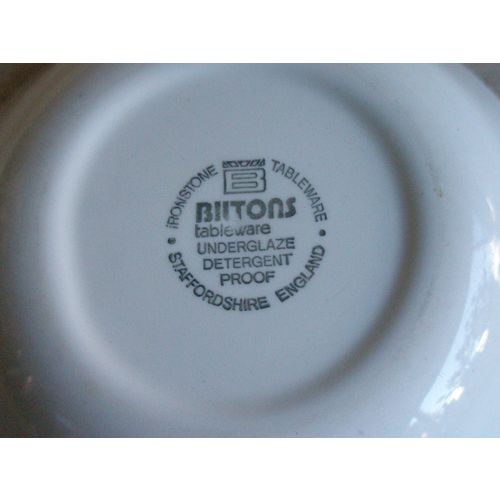 IRONSTONE TABLEWARE
B
BILTONS
tableware
UNDERGLAZE
DETERGENT
PROOF
• STAFFORDSHIRE ENGLAND •